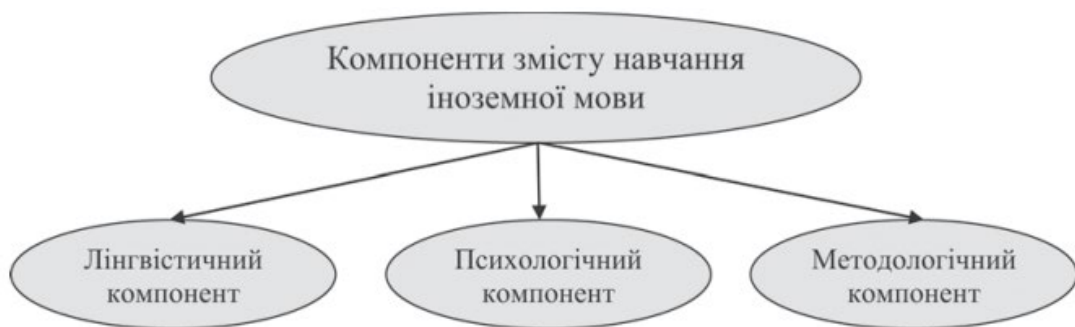 Компоненти змісту навчання
іноземної мови
Лінгвістичний
компонент
Психологічний
компонент
Методологічний
компонент